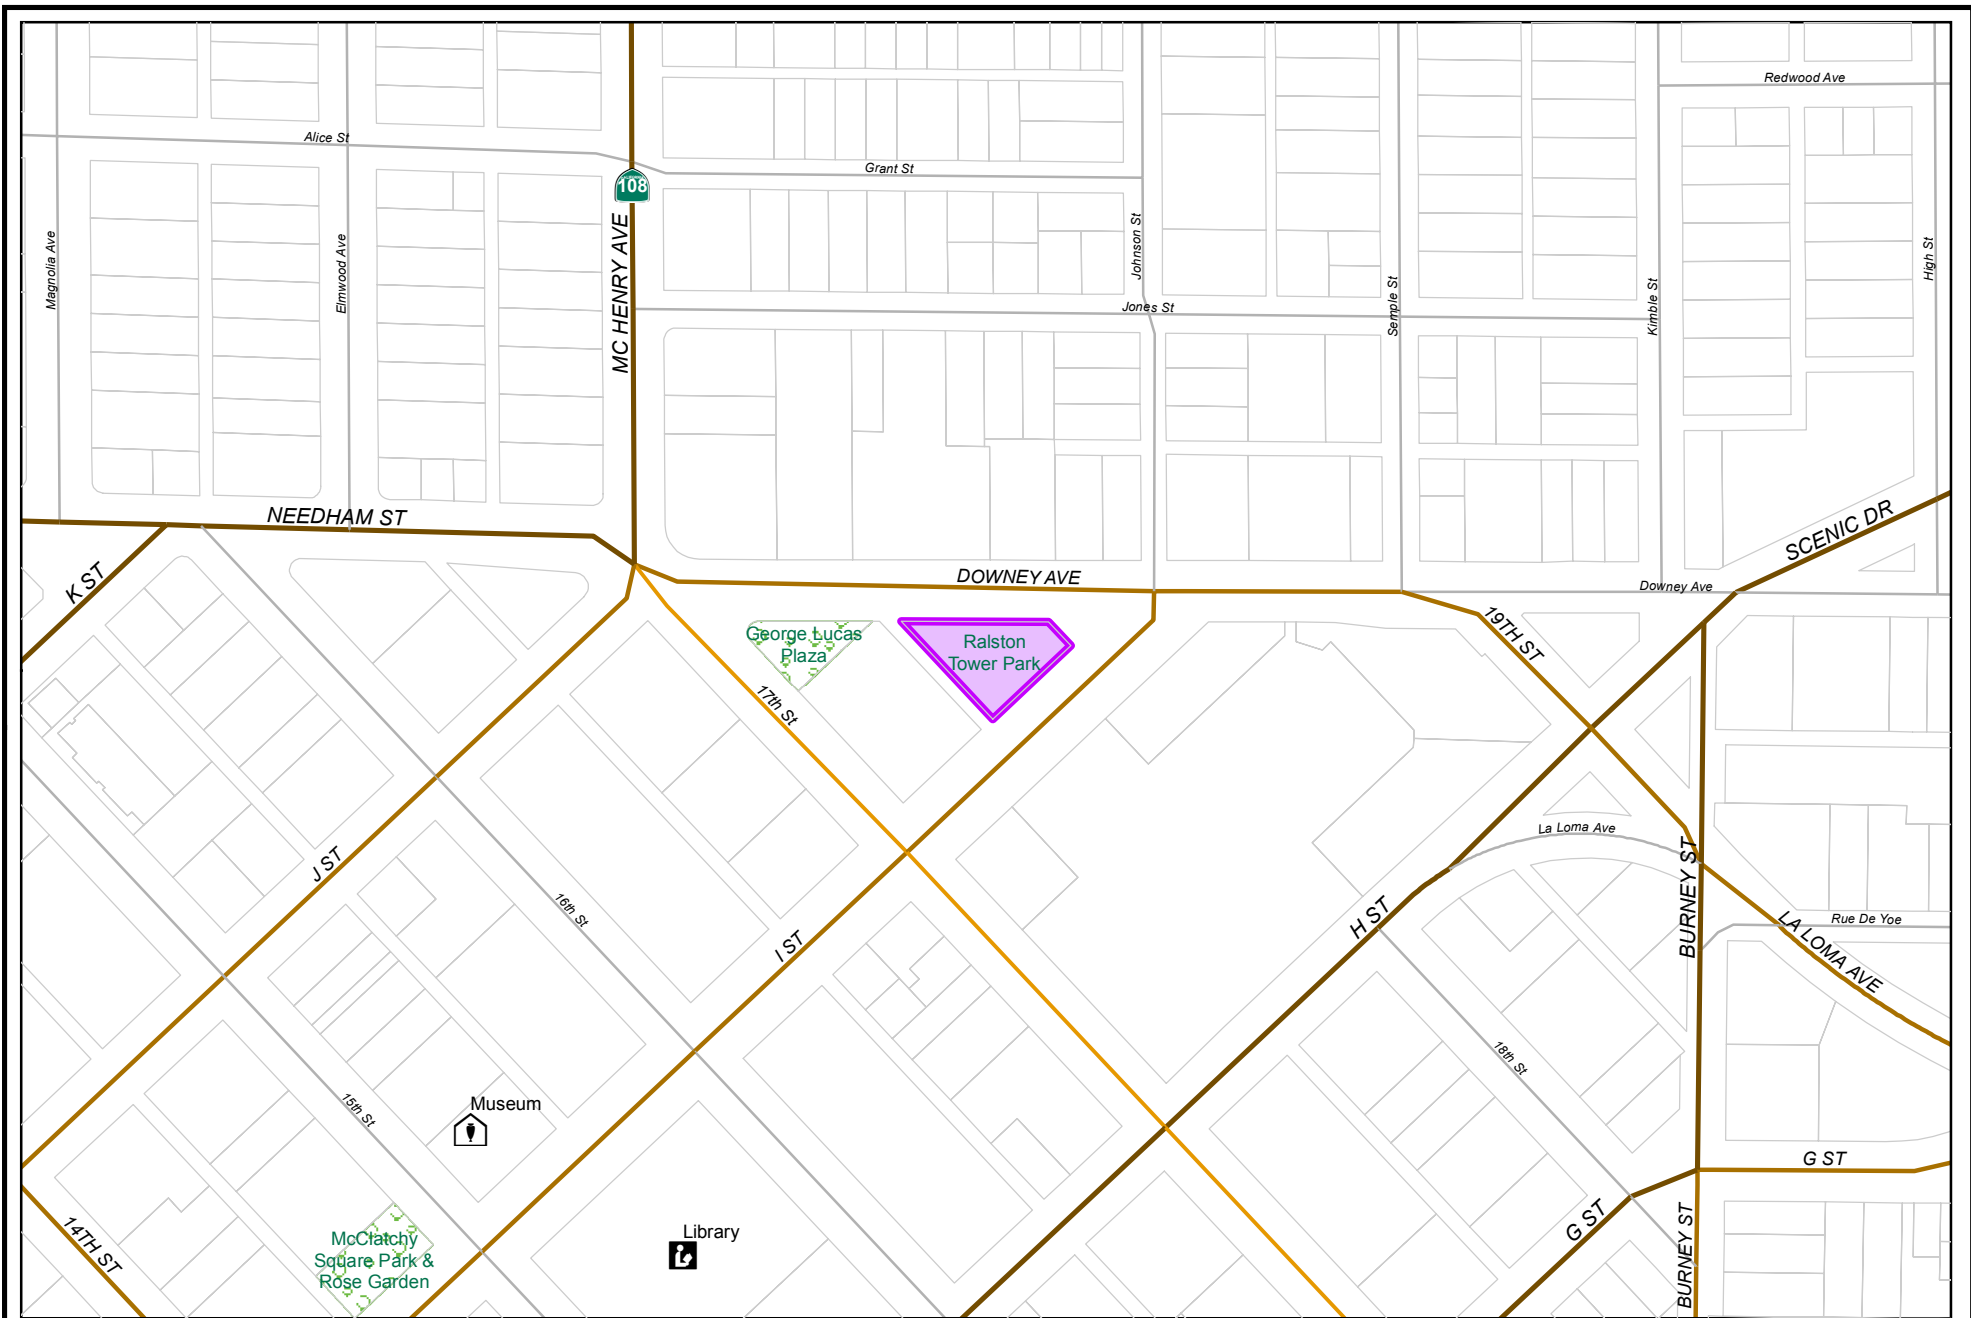 Redwood Ave
Alice St
Grant St
108
Magnolia Ave
Elmwood Ave
MC HENRY AVE
Johnson St
Jones St
Semple St
Kimble St
High St
NEEDHAM ST
SCENIC DR
K ST
DOWNEY AVE
Downey Ave
George Lucas
Plaza
Ralston
Tower Park
19TH ST
17th St
La Loma Ave
J ST
BURNEY ST
16th St
I ST
H ST
Rue De Yoe
LA LOMA AVE
18th St
15th St
Museum
G ST
14TH ST
McClatchy
Square Park &
Rose Garden
Library
G ST
BURNEY ST